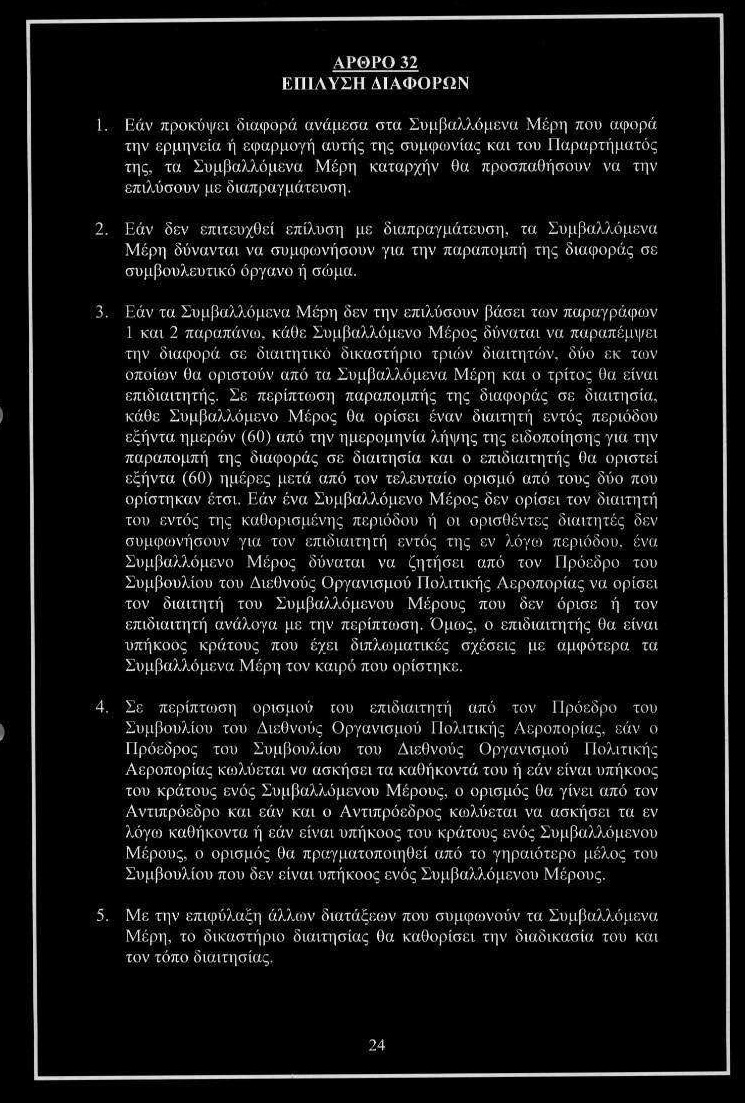 ΑΡΘΡΟ 32
ΕΠΙΛΥΣΗ ΔΙΑΦΟΡΩΝ
1. Εάν προκύψει διαφορά ανάμεσα στα Συμβαλλόμενα Μέρη που αφορά
την ερμηνεία ή εφαρμογή αυτής της συμφωνίας και του Παραρτήματός
της, τα Συμβαλλόμενα Μέρη καταρχήν θα προσπαθήσουν να την
επιλύσουν με διαπραγμάτευση.
2. Εάν δεν επιτευχθεί επίλυση με διαπραγμάτευση, τα Συμβαλλόμενα
Μέρη δύνανται να συμφωνήσουν για την παραπομπή της διαφοράς σε
συμβουλευτικό όργανο ή σώμα.
3. Εάν τα Συμβαλλόμενα Μέρη δεν την επιλύσουν βάσει των παραγράφων
1 και 2 παραπάνω, κάθε Συμβαλλόμενο Μέρος δύναται να παραπέμψει
την διαφορά σε διαιτητικό δικαστήριο τριών διαιτητών, δύο εκ των
οποίων θα οριστούν από τα Συμβαλλόμενα Μέρη και ο τρίτος θα είναι
επιδιαιτητής. Σε περίπτωση παραπομπής της διαφοράς σε διαιτησία,
κάθε Συμβαλλόμενο Μέρος θα ορίσει έναν διαιτητή εντός περιόδου
εξήντα ημερών (60) από την ημερομηνία λήψης της ειδοποίησης για την
παραπομπή της διαφοράς σε διαιτησία και ο επιδιαιτητής θα οριστεί
εξήντα (60) ημέρες μετά από τον τελευταίο ορισμό από τους δύο που
ορίστηκαν έτσι. Εάν ένα Συμβαλλόμενο Μέρος δεν ορίσει τον διαιτητή
του εντός της καθορισμένης περιόδου ή οι ορισθέντες διαιτητές δεν
συμφωνήσουν για τον επιδιαιτητή εντός της εν λόγω περιόδου, ένα
Συμβαλλόμενο Μέρος δύναται να ζητήσει από τον Πρόεδρο του
Συμβουλίου του Διεθνούς Οργανισμού Πολιτικής Αεροπορίας να ορίσει
τον διαιτητή του Συμβαλλόμενου Μέρους που δεν όρισε ή τον
επιδιαιτητή ανάλογα με την περίπτωση. Όμως, ο επιδιαιτητής θα είναι
υπήκοος κράτους που έχει διπλωματικές σχέσεις με αμφότερα τα
Συμβαλλόμενα Μέρη τον καιρό που ορίστηκε.
4. Σε περίπτωση ορισμού του επιδιαιτητή από τον Πρόεδρο του
Συμβουλίου του Διεθνούς Οργανισμού Πολιτικής Αεροπορίας, εάν ο
Πρόεδρος του Συμβουλίου του Διεθνούς Οργανισμού Πολιτικής
Αεροπορίας κωλύεται να ασκήσει τα καθήκοντά του ή εάν είναι υπήκοος
του κράτους ενός Συμβαλλόμενου Μέρους, ο ορισμός θα γίνει από τον
Αντιπρόεδρο και εάν και ο Αντιπρόεδρος κωλύεται να ασκήσει τα εν
λόγω καθήκοντα ή εάν είναι υπήκοος του κράτους ενός Συμβαλλόμενου
Μέρους, ο ορισμός θα πραγματοποιηθεί από το γηραιότερο μέλος του
Συμβουλίου που δεν είναι υπήκοος ενός Συμβαλλόμενου Μέρους.
5. Με την επιφύλαξη άλλων διατάξεων που συμφωνούν τα Συμβαλλόμενα
Μέρη, το δικαστήριο διαιτησίας θα καθορίσει την διαδικασία του και
τον τόπο διαιτησίας.
24